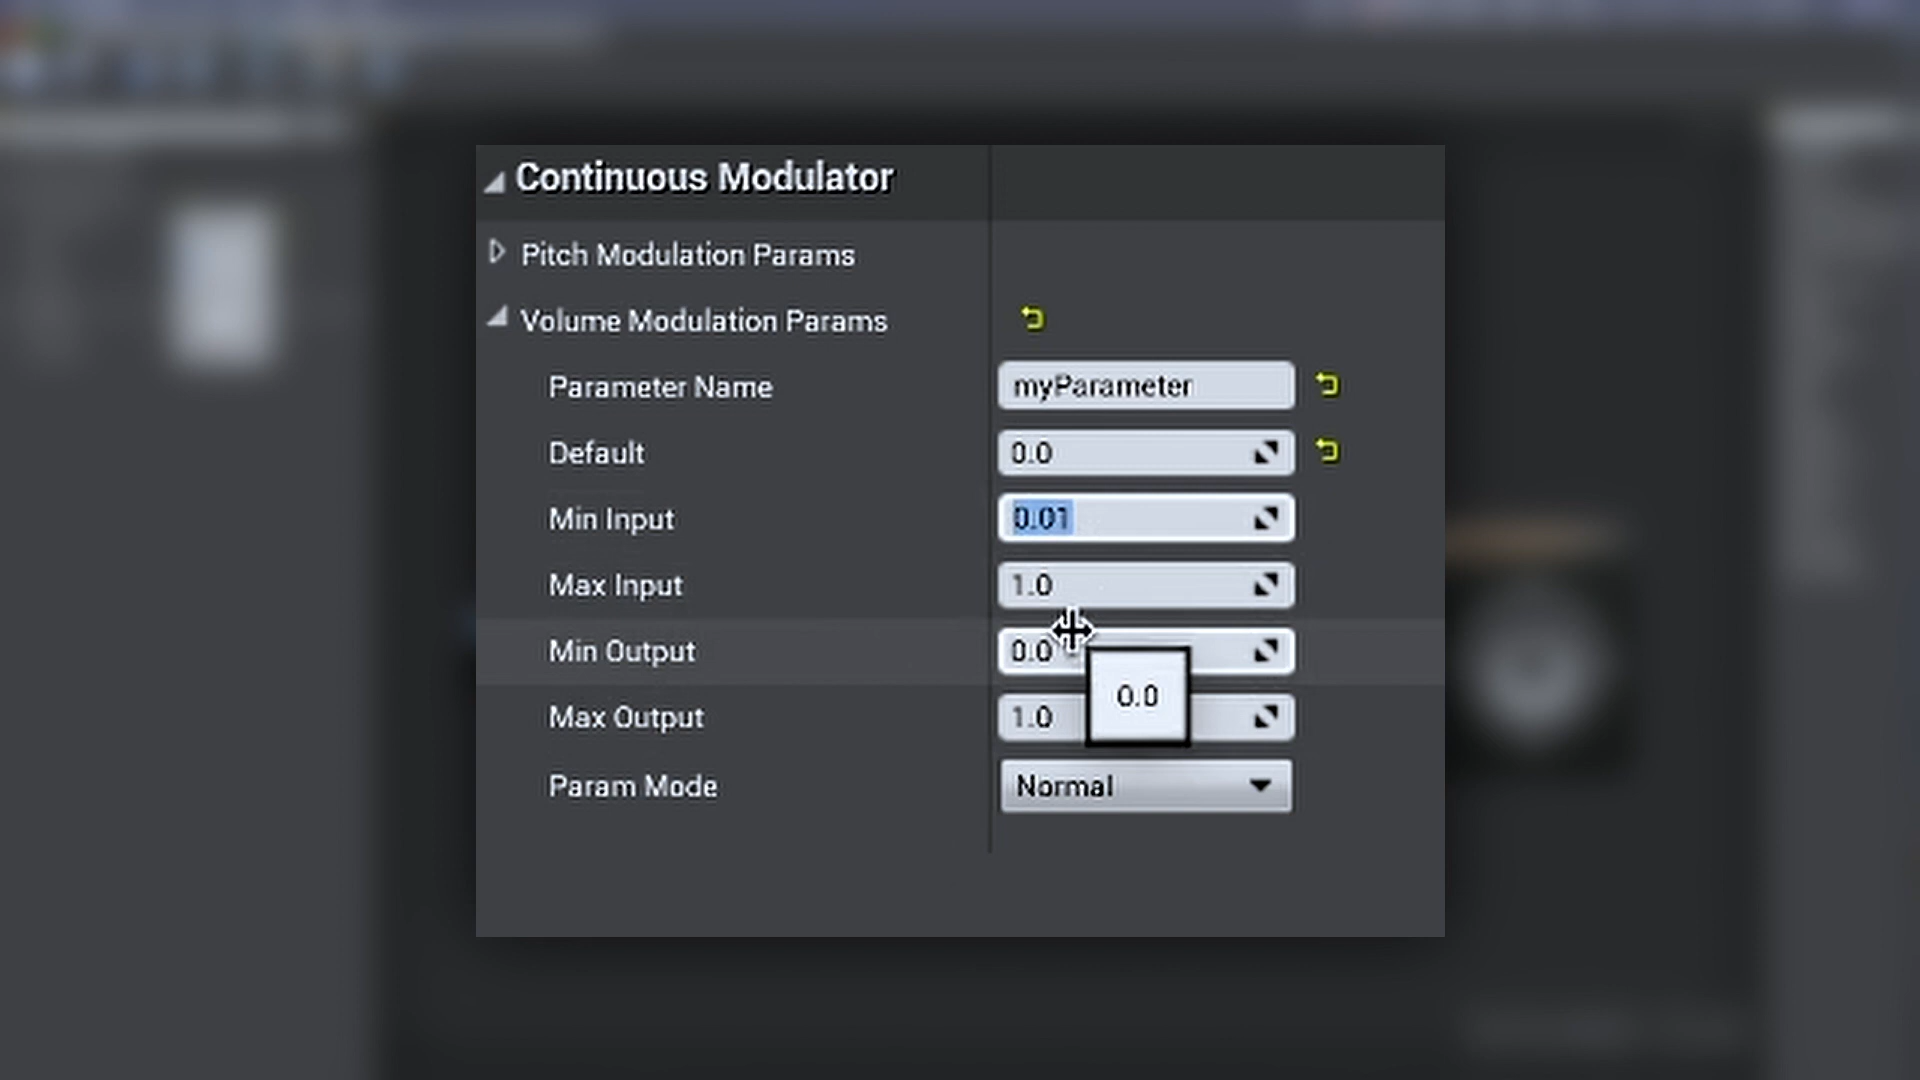 Continuous Modulator
Pitch Modulation Params
Volume Modulation Params
Parameter Name myParameter
Default 0.0
Min Input 0.01
Max Input 1.0
Min Output 0.0
0.0
Max Output 1.0
Param Mode Normal